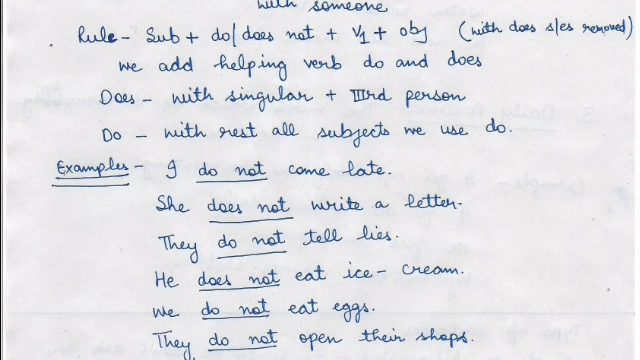 with someone
Rule - Sub + do/does not + V1 + obj (with does s/es removed)
we add helping verb do and does
Does - with singular + IIIrd person
Do - with rest all subjects we use do.
Examples - I do not come late.
She does not write a letter.
They do not tell lies.
He does not eat ice-cream.
We do not eat eggs.
They do not open their shops.